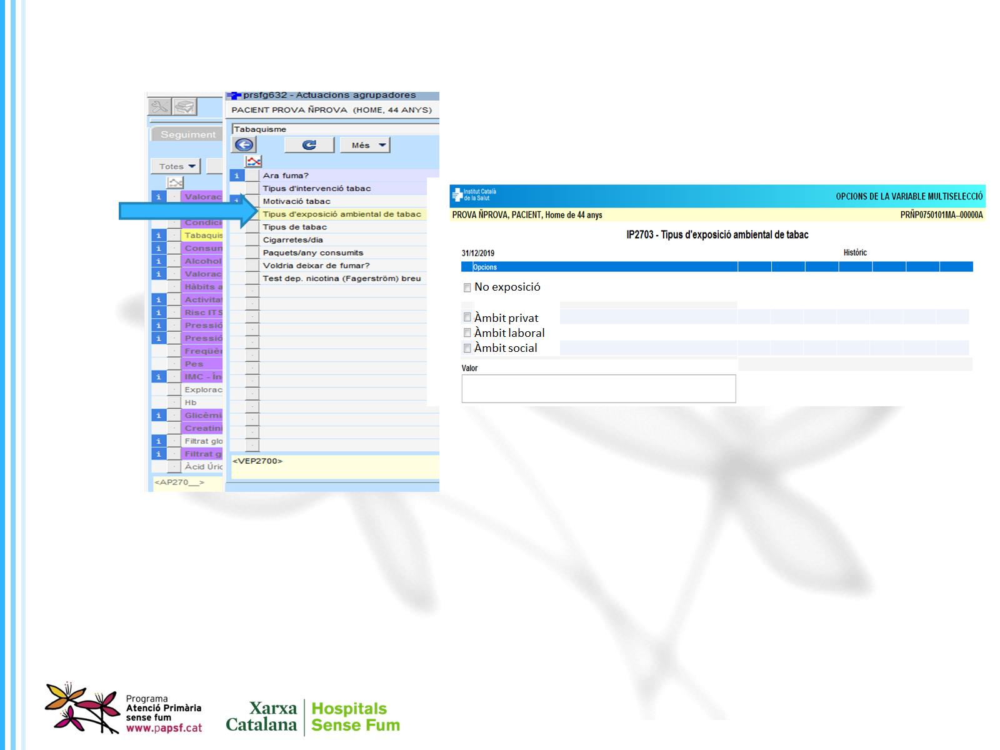 prsfg632 - Actuacions agrupadores
PACIENT PROVA ÑPROVA (HOME, 44 ANYS)
Tabaquisme
Més
Ara fuma?
Tipus d'intervenció tabac
Motivació tabac
Tipus d'exposició ambiental de tabac
Tipus de tabac
Cigarretes/dia
Paquets/any consumits
Voldria deixar de fumar?
Test dep. nicotina (Fagerström) breu
<VEP2700>
Seguiment
Totes
Valorac
Condici
Tabaquis
Consun
Alcohol
Valorac
Hàbits a
Activitat
Risc ITS
Pressió
Pressió
Freqüèn
Pes
IMC - Ín
Explorac
Hb
Glicèmi
Creatini
Filtrat glo
Filtrat g
Àcid Úric
<AP270__>
Institut Català
de la Salut
OPCIONS DE LA VARIABLE MULTISELECCIÓ
PROVA ÑPROVA, PACIENT, Home de 44 anys
PRÑP0750101MA--00000A
IP2703 - Tipus d'exposició ambiental de tabac
31/12/2019
Històric
Opcions
No exposició
Àmbit privat
Àmbit laboral
Àmbit social
Valor
Programa
Atenció Primària
sense fum
www.papsf.cat
Xarxa
Catalana
Hospitals
Sense Fum